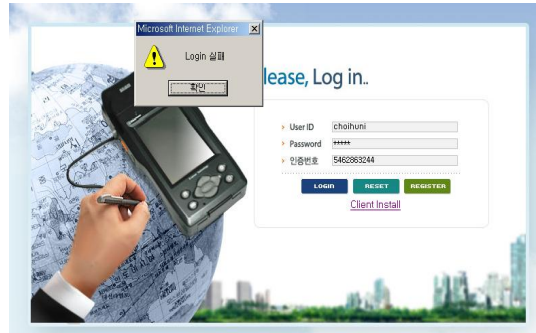 Microsoft Internet Explorer
Login 실패
확인
lease, Log in..
User ID
choihuni
Password
*****
인증번호
5462863244
LOGIN
RESET
REGISTER
Client Install